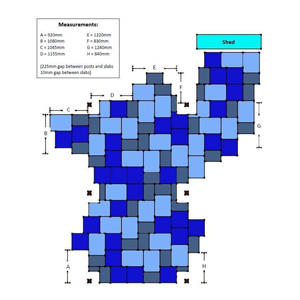 Measurements:
A = 920mm E = 1220mm
B = 1080mm F = 830mm
C = 1045mm G = 1240mm
D = 1155mm H = 840mm
(225mm gap between posts and slabs
10mm gap between slabs)
Shed
E
F
D
C
B
G
A
H